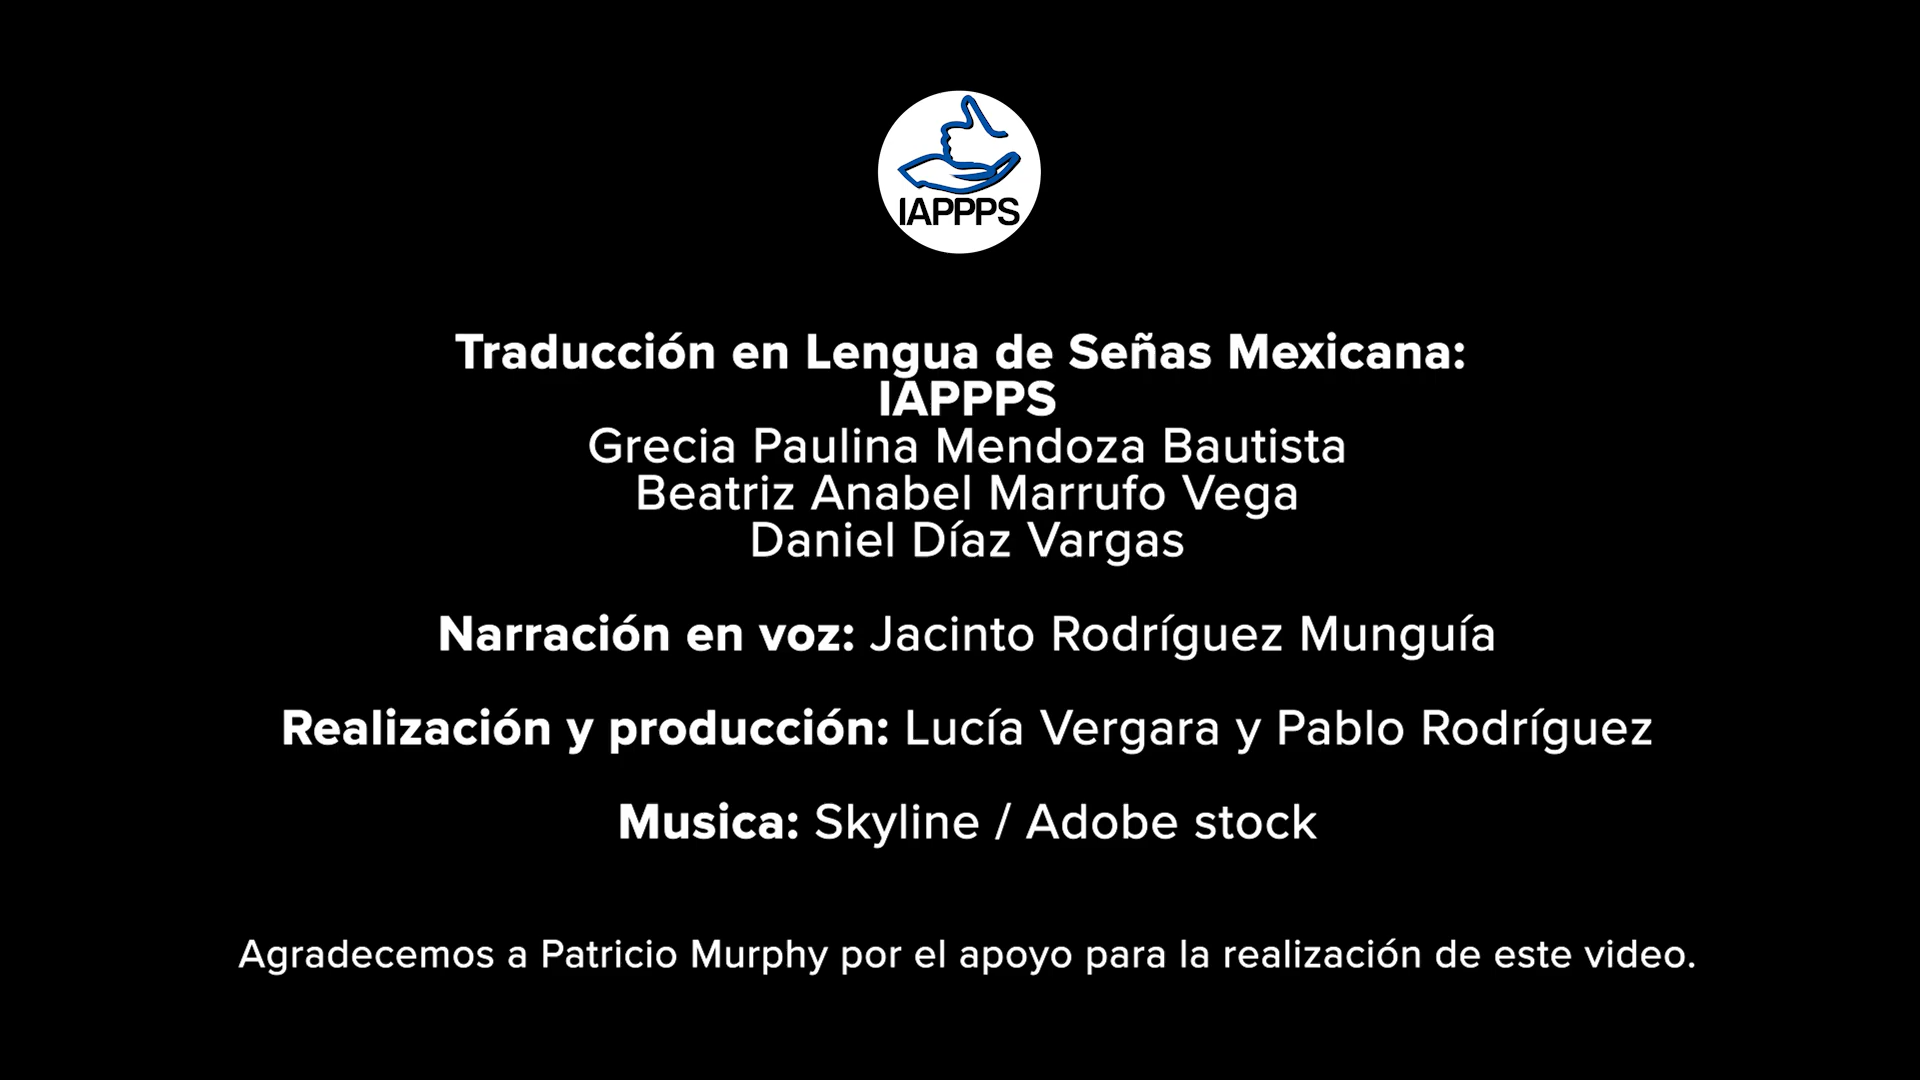 IAPPPS
Traducción en Lengua de Señas Mexicana:
IAPPPS
Grecia Paulina Mendoza Bautista
Beatriz Anabel Marrufo Vega
Daniel Díaz Vargas
Narración en voz: Jacinto Rodríguez Munguía
Realización y producción: Lucía Vergara y Pablo Rodríguez
Musica: Skyline / Adobe stock
Agradecemos a Patricio Murphy por el apoyo para la realización de este video.